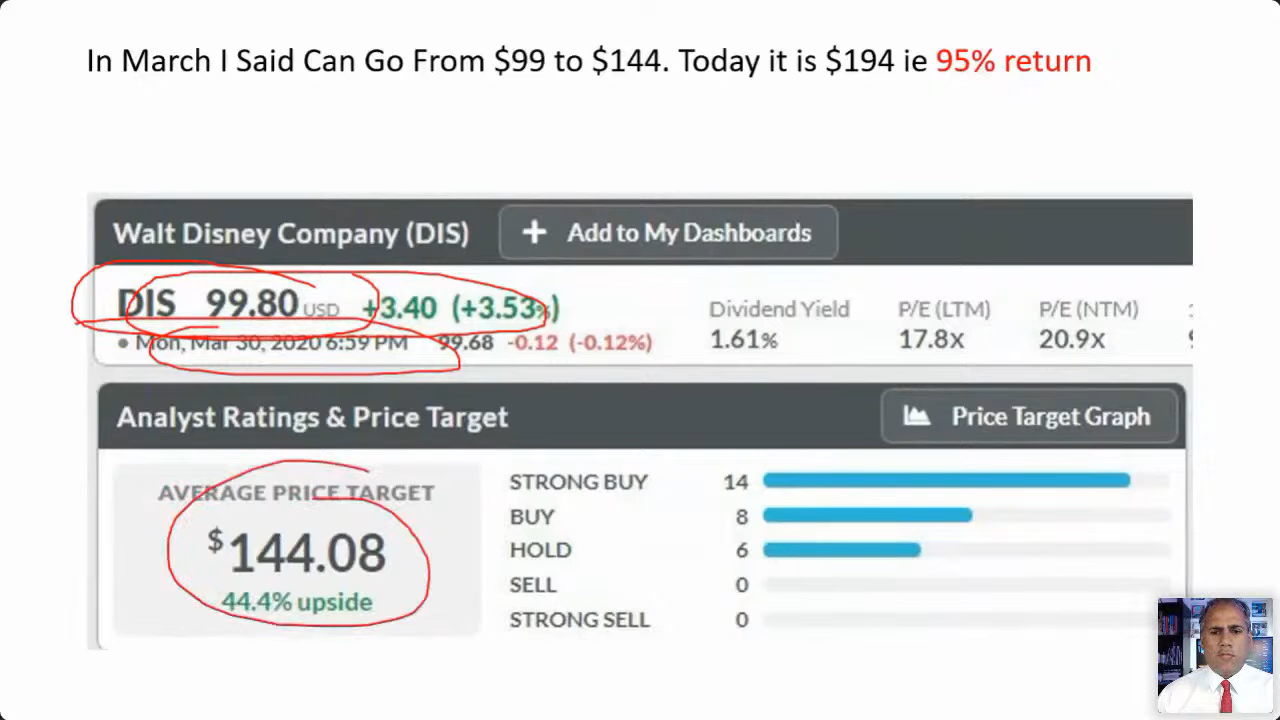 In March I Said Can Go From $99 to $144. Today it is $194 ie 95% return
Walt Disney Company (DIS) + Add to My Dashboards
DIS 99.80 USD +3.40 (+3.53%) Dividend Yield P/E (LTM) P/E (NTM)
• Mon, Mar 30, 2020 6:59 PM 99.68 -0.12 (-0.12%) 1.61% 17.8x 20.9x
Analyst Ratings & Price Target Price Target Graph
AVERAGE PRICE TARGET
$144.08
44.4% upside
STRONG BUY 14
BUY 8
HOLD 6
SELL 0
STRONG SELL 0